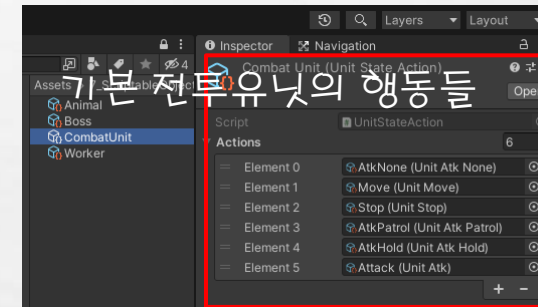 Layers Layout
Inspector Navigation
4
Combat Unit (Unit State Action)
Assets
기본 전투유닛의 행동들
Open
Animal
Boss
CombatUnit
Worker
Script UnitStateAction
Actions 6
Element 0 AtkNone (Unit Atk None)
Element 1 Move (Unit Move)
Element 2 Stop (Unit Stop)
Element 3 AtkPatrol (Unit Atk Patrol)
Element 4 AtkHold (Unit Atk Hold)
Element 5 Attack (Unit Atk)